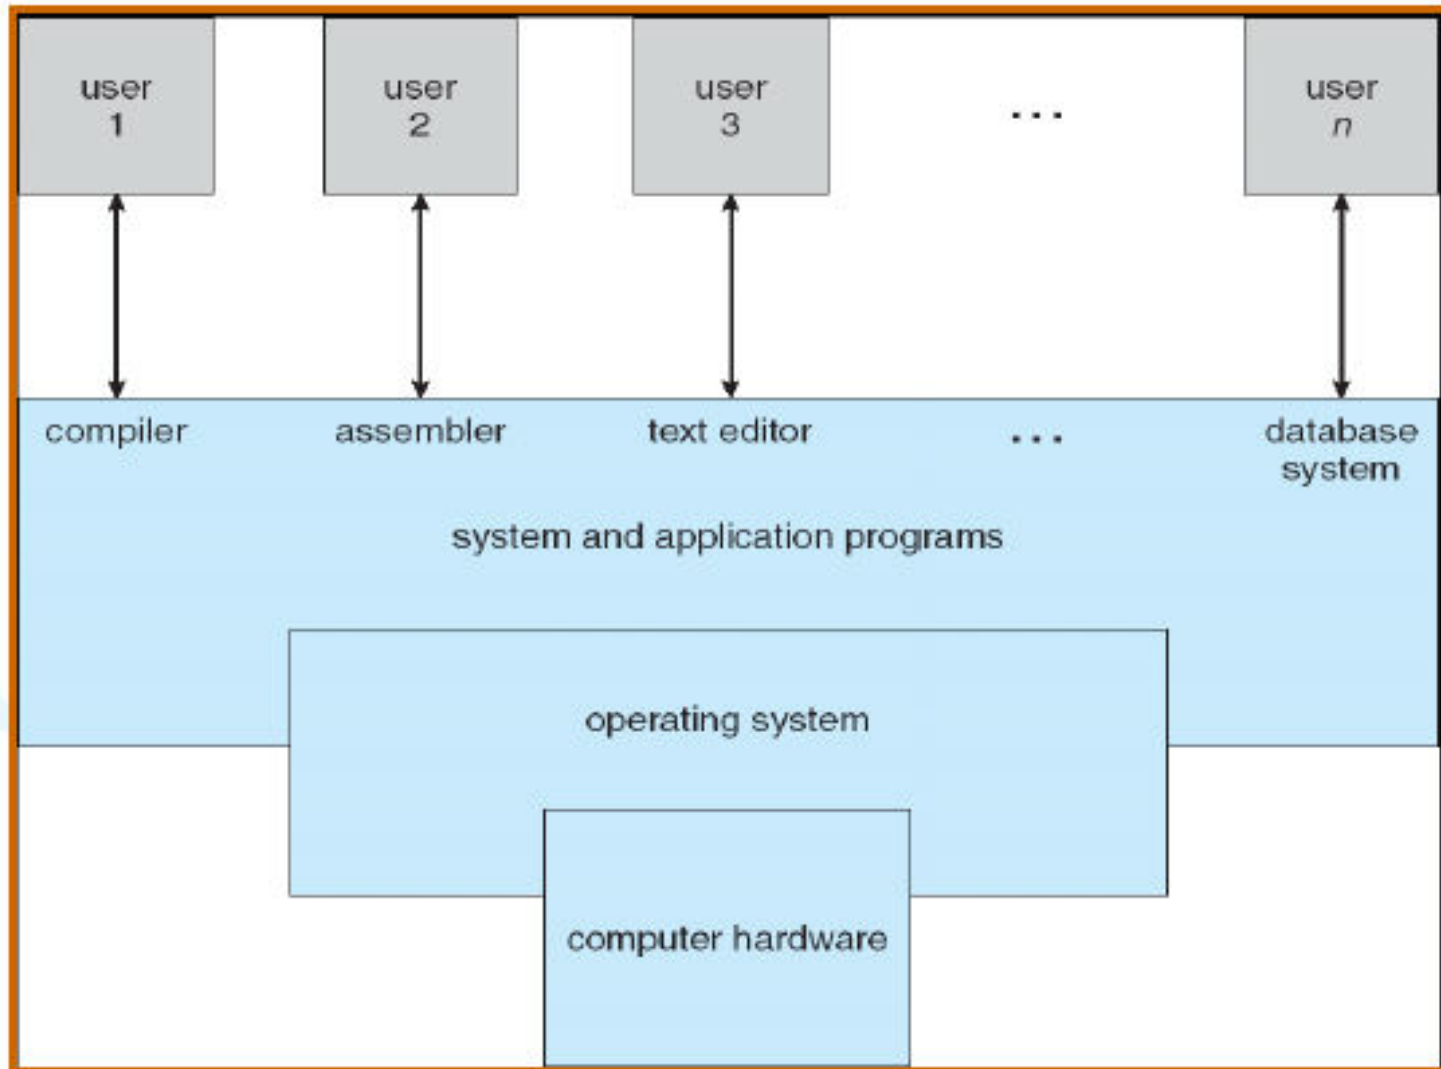 user
1
user
2
user
3
...
user
n
compiler
assembler
text editor
...
database
system
system and application programs
operating system
computer hardware